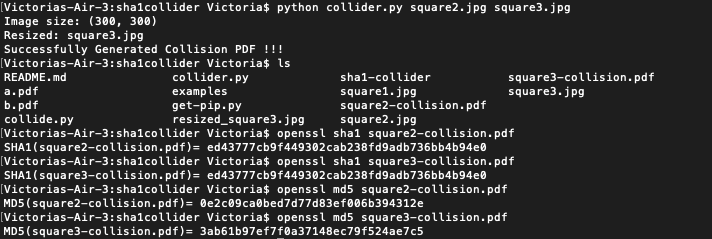 [Victorias-Air-3:sha1collider Victoria$ python collider.py square2.jpg square3.jpg
Image size: (300, 300)
Resized: square3.jpg
Successfully Generated Collision PDF !!!
[Victorias-Air-3:sha1collider Victoria$ ls
README.md collider.py sha1-collider square3-collision.pdf
a.pdf examples square1.jpg square3.jpg
b.pdf get-pip.py square2-collision.pdf
collide.py resized_square3.jpg square2.jpg
[Victorias-Air-3:sha1collider Victoria$ openssl sha1 square2-collision.pdf
SHA1(square2-collision.pdf)= ed43777cb9f449302cab238fd9adb736bb4b94e0
[Victorias-Air-3:sha1collider Victoria$ openssl sha1 square3-collision.pdf
SHA1(square3-collision.pdf)= ed43777cb9f449302cab238fd9adb736bb4b94e0
[Victorias-Air-3:sha1collider Victoria$ openssl md5 square2-collision.pdf
MD5(square2-collision.pdf)= 0e2c09ca0bed7d77d83ef006b394312e
[Victorias-Air-3:sha1collider Victoria$ openssl md5 square3-collision.pdf
MD5(square3-collision.pdf)= 3ab61b97ef7f0a37148ec79f524ae7c5